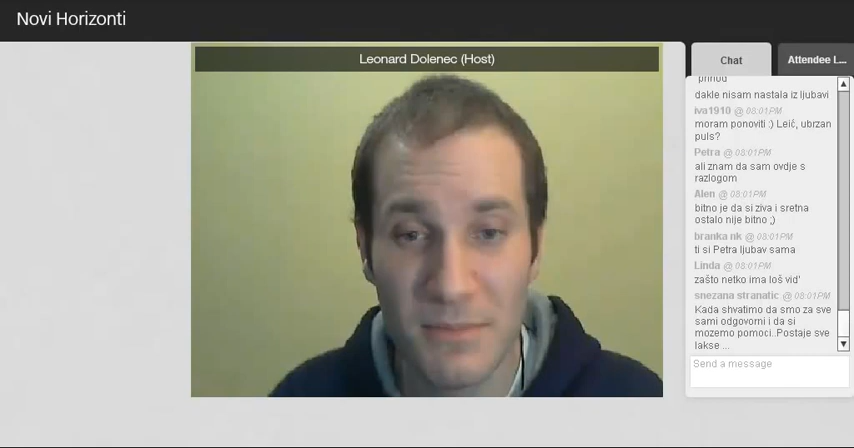 Novi Horizonti
Leonard Dolenec (Host)
Chat
Attendee L...
prihod
dakle nisam nastala iz ljubavi
iva1910 @ 08:01PM
moram ponoviti :) Leić, ubrzan
puls?
Petra @ 08:01PM
ali znam da sam ovdje s
razlogom
Alen @ 08:01PM
bitno je da si ziva i sretna
ostalo nije bitno ;)
branka nk @ 08:01PM
ti si Petra ljubav sama
Linda @ 08:01PM
zašto netko ima loš vid'
snezana stranatic @ 08:01PM
Kada shvatimo da smo za sve
sami odgovorni i da si
mozemo pomoci..Postaje sve
lakse ...
Send a message